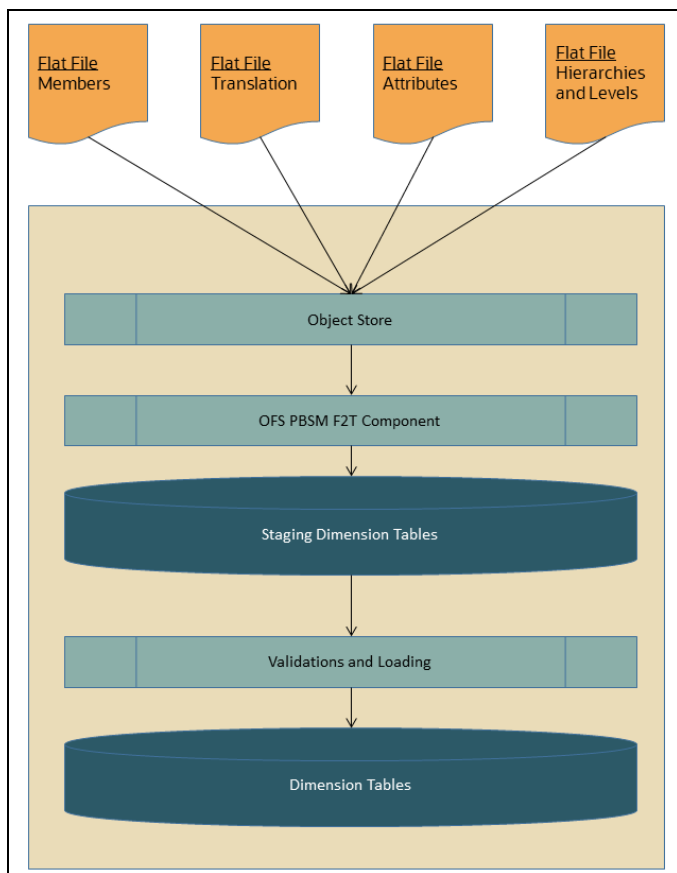 Flat File
Members
Flat File
Translation
Flat File
Attributes
Flat File
Hierarchies
and Levels
Object Store
OFS PBSM F2T Component
Staging Dimension Tables
Validations and Loading
Dimension Tables